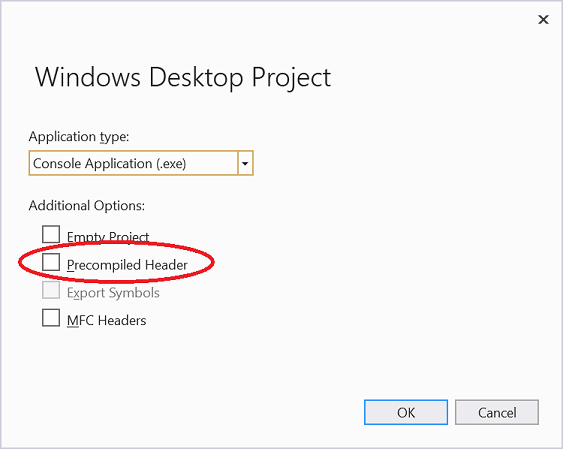 Windows Desktop Project
Application type:
Console Application (.exe)
Additional Options:
Empty Project
Precompiled Header
Export Symbols
MFC Headers
OK Cancel